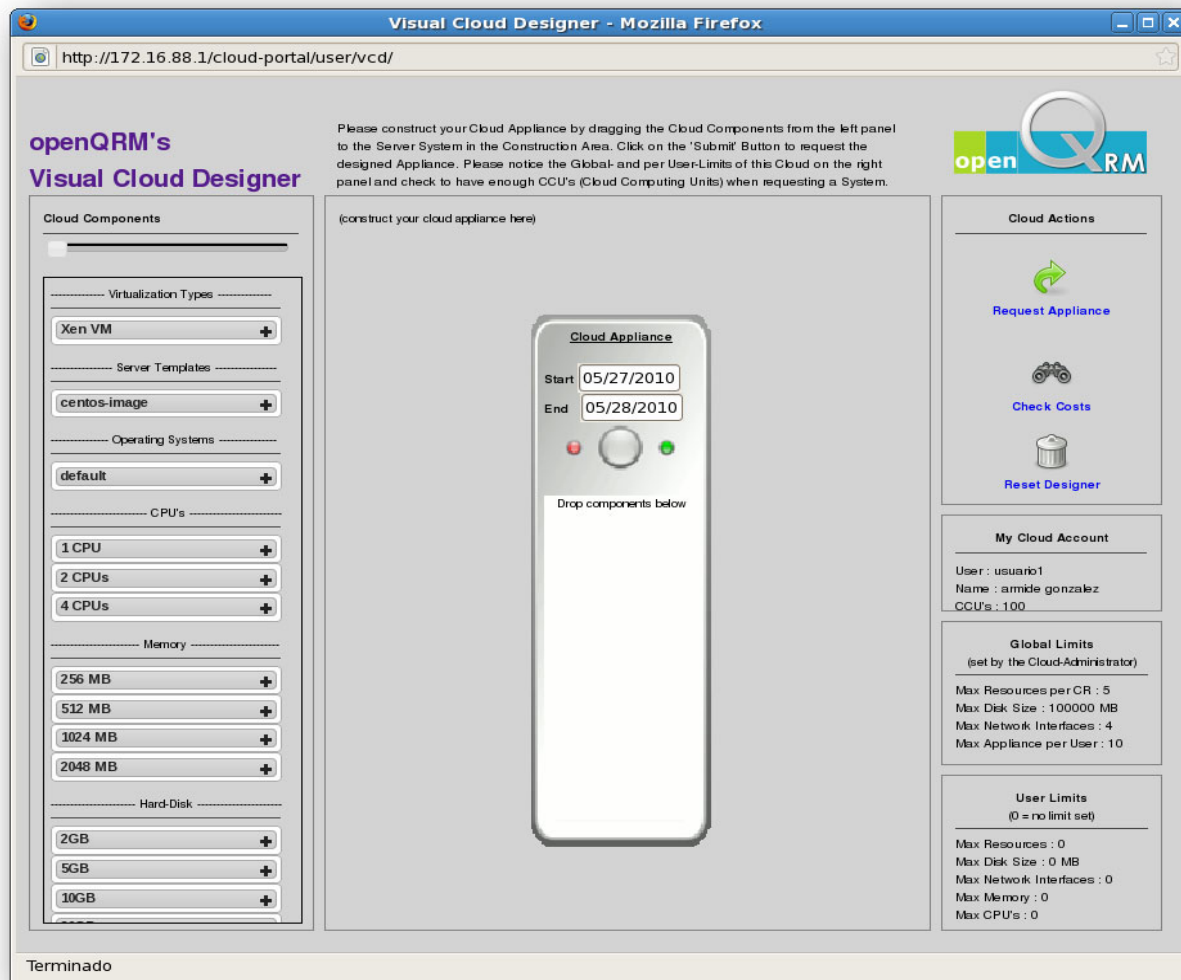 Visual Cloud Designer - Mozilla Firefox
http://172.16.88.1/cloud-portal/user/vcd/
openQRM's
Visual Cloud Designer
Please construct your Cloud Appliance by dragging the Cloud Components from the left panel
to the Server System in the Construction Area. Click on the 'Submit' Button to request the
designed Appliance. Please notice the Global- and per User-Limits of this Cloud on the right
panel and check to have enough CCU's (Cloud Computing Units) when requesting a System.
open QRM
Cloud Components
-------------- Virtualization Types --------------
Xen VM
---------------- Server Templates ----------------
centos-image
--------------- Operating Systems ---------------
default
------------------------- CPU's ------------------------
1 CPU
2 CPUs
4 CPUs
----------------------- Memory -----------------------
256 MB
512 MB
1024 MB
2048 MB
---------------------- Hard-Disk ----------------------
2GB
5GB
10GB
(construct your cloud appliance here)
Cloud Appliance
Start 05/27/2010
End 05/28/2010
Drop components below
Cloud Actions
Request Appliance
Check Costs
Reset Designer
My Cloud Account
User : usuario1
Name : armide gonzalez
CCU's : 100
Global Limits
(set by the Cloud-Administrator)
Max Resources per CR : 5
Max Disk Size : 100000 MB
Max Network Interfaces : 4
Max Appliance per User : 10
User Limits
(0 = no limit set)
Max Resources : 0
Max Disk Size : 0 MB
Max Network Interfaces : 0
Max Memory : 0
Max CPU's : 0
Terminado